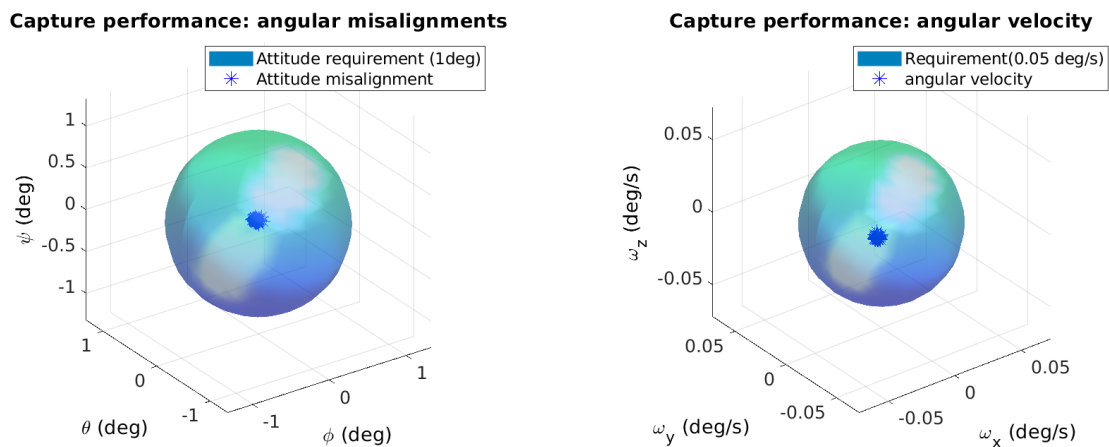 Capture performance: angular misalignments
Attitude requirement (1deg)
Attitude misalignment
1
0.5
0
-0.5
-1
ψ (deg)
1
0
-1
θ (deg)
-1
0
1
ϕ (deg)
Capture performance: angular velocity
Requirement(0.05 deg/s)
angular velocity
0.05
0
-0.05
ω_z (deg/s)
0.05
0
-0.05
ω_y (deg/s)
-0.05
0
0.05
ω_x (deg/s)